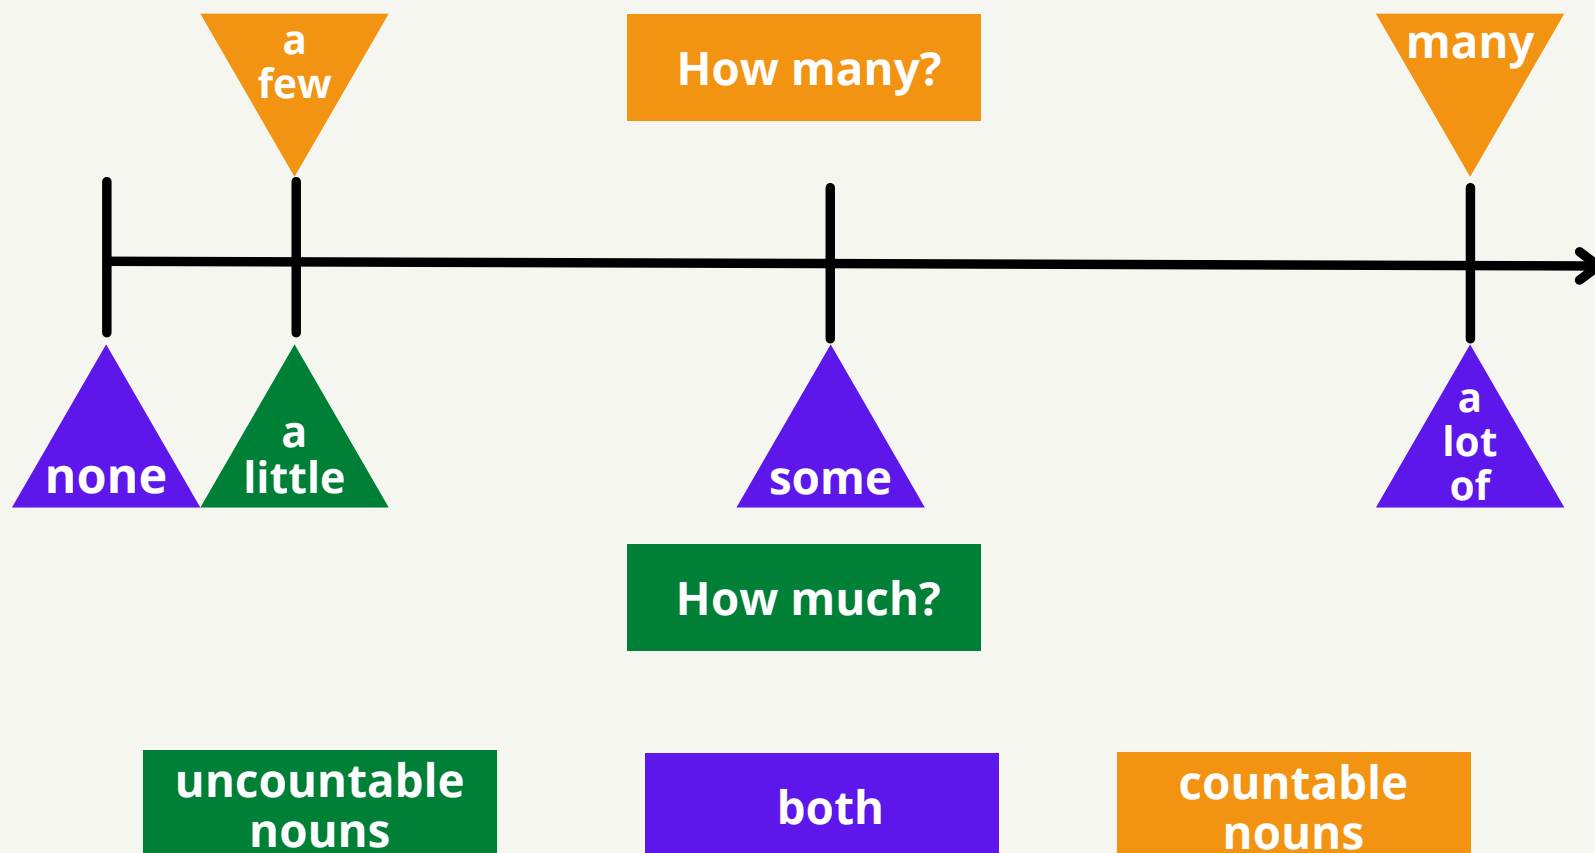 a
few
How many?
many
none
a
little
some
a
lot
of
How much?
uncountable
nouns
both
countable
nouns